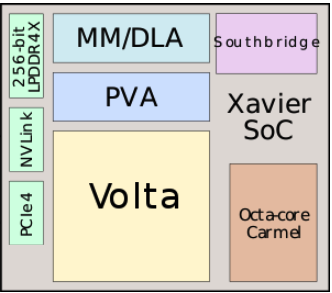 256-bit
LPDDR4X
MM/DLA
Southbridge
PVA
Xavier
SoC
NVLink
Volta
PCIe4
Octa-core
Carmel